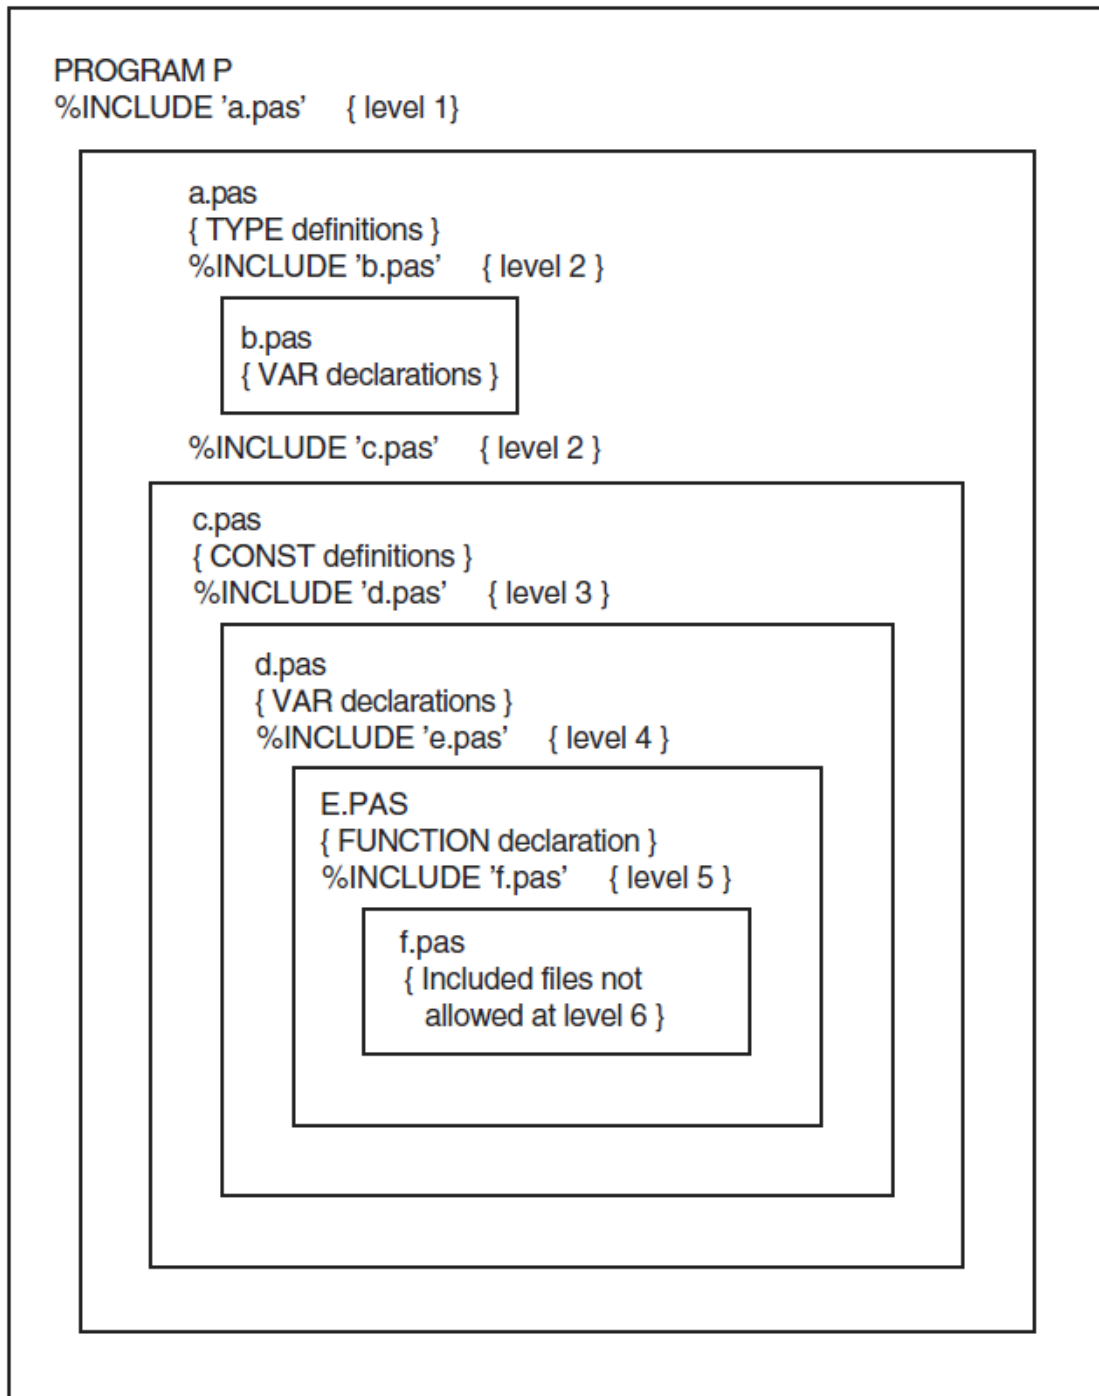 PROGRAM P
%INCLUDE ’a.pas’ { level 1}
a.pas
{ TYPE definitions }
%INCLUDE ’b.pas’ { level 2 }
b.pas
{ VAR declarations }
%INCLUDE ’c.pas’ { level 2 }
c.pas
{ CONST definitions }
%INCLUDE ’d.pas’ { level 3 }
d.pas
{ VAR declarations }
%INCLUDE ’e.pas’ { level 4 }
E.PAS
{ FUNCTION declaration }
%INCLUDE ’f.pas’ { level 5 }
f.pas
{ Included files not
allowed at level 6 }